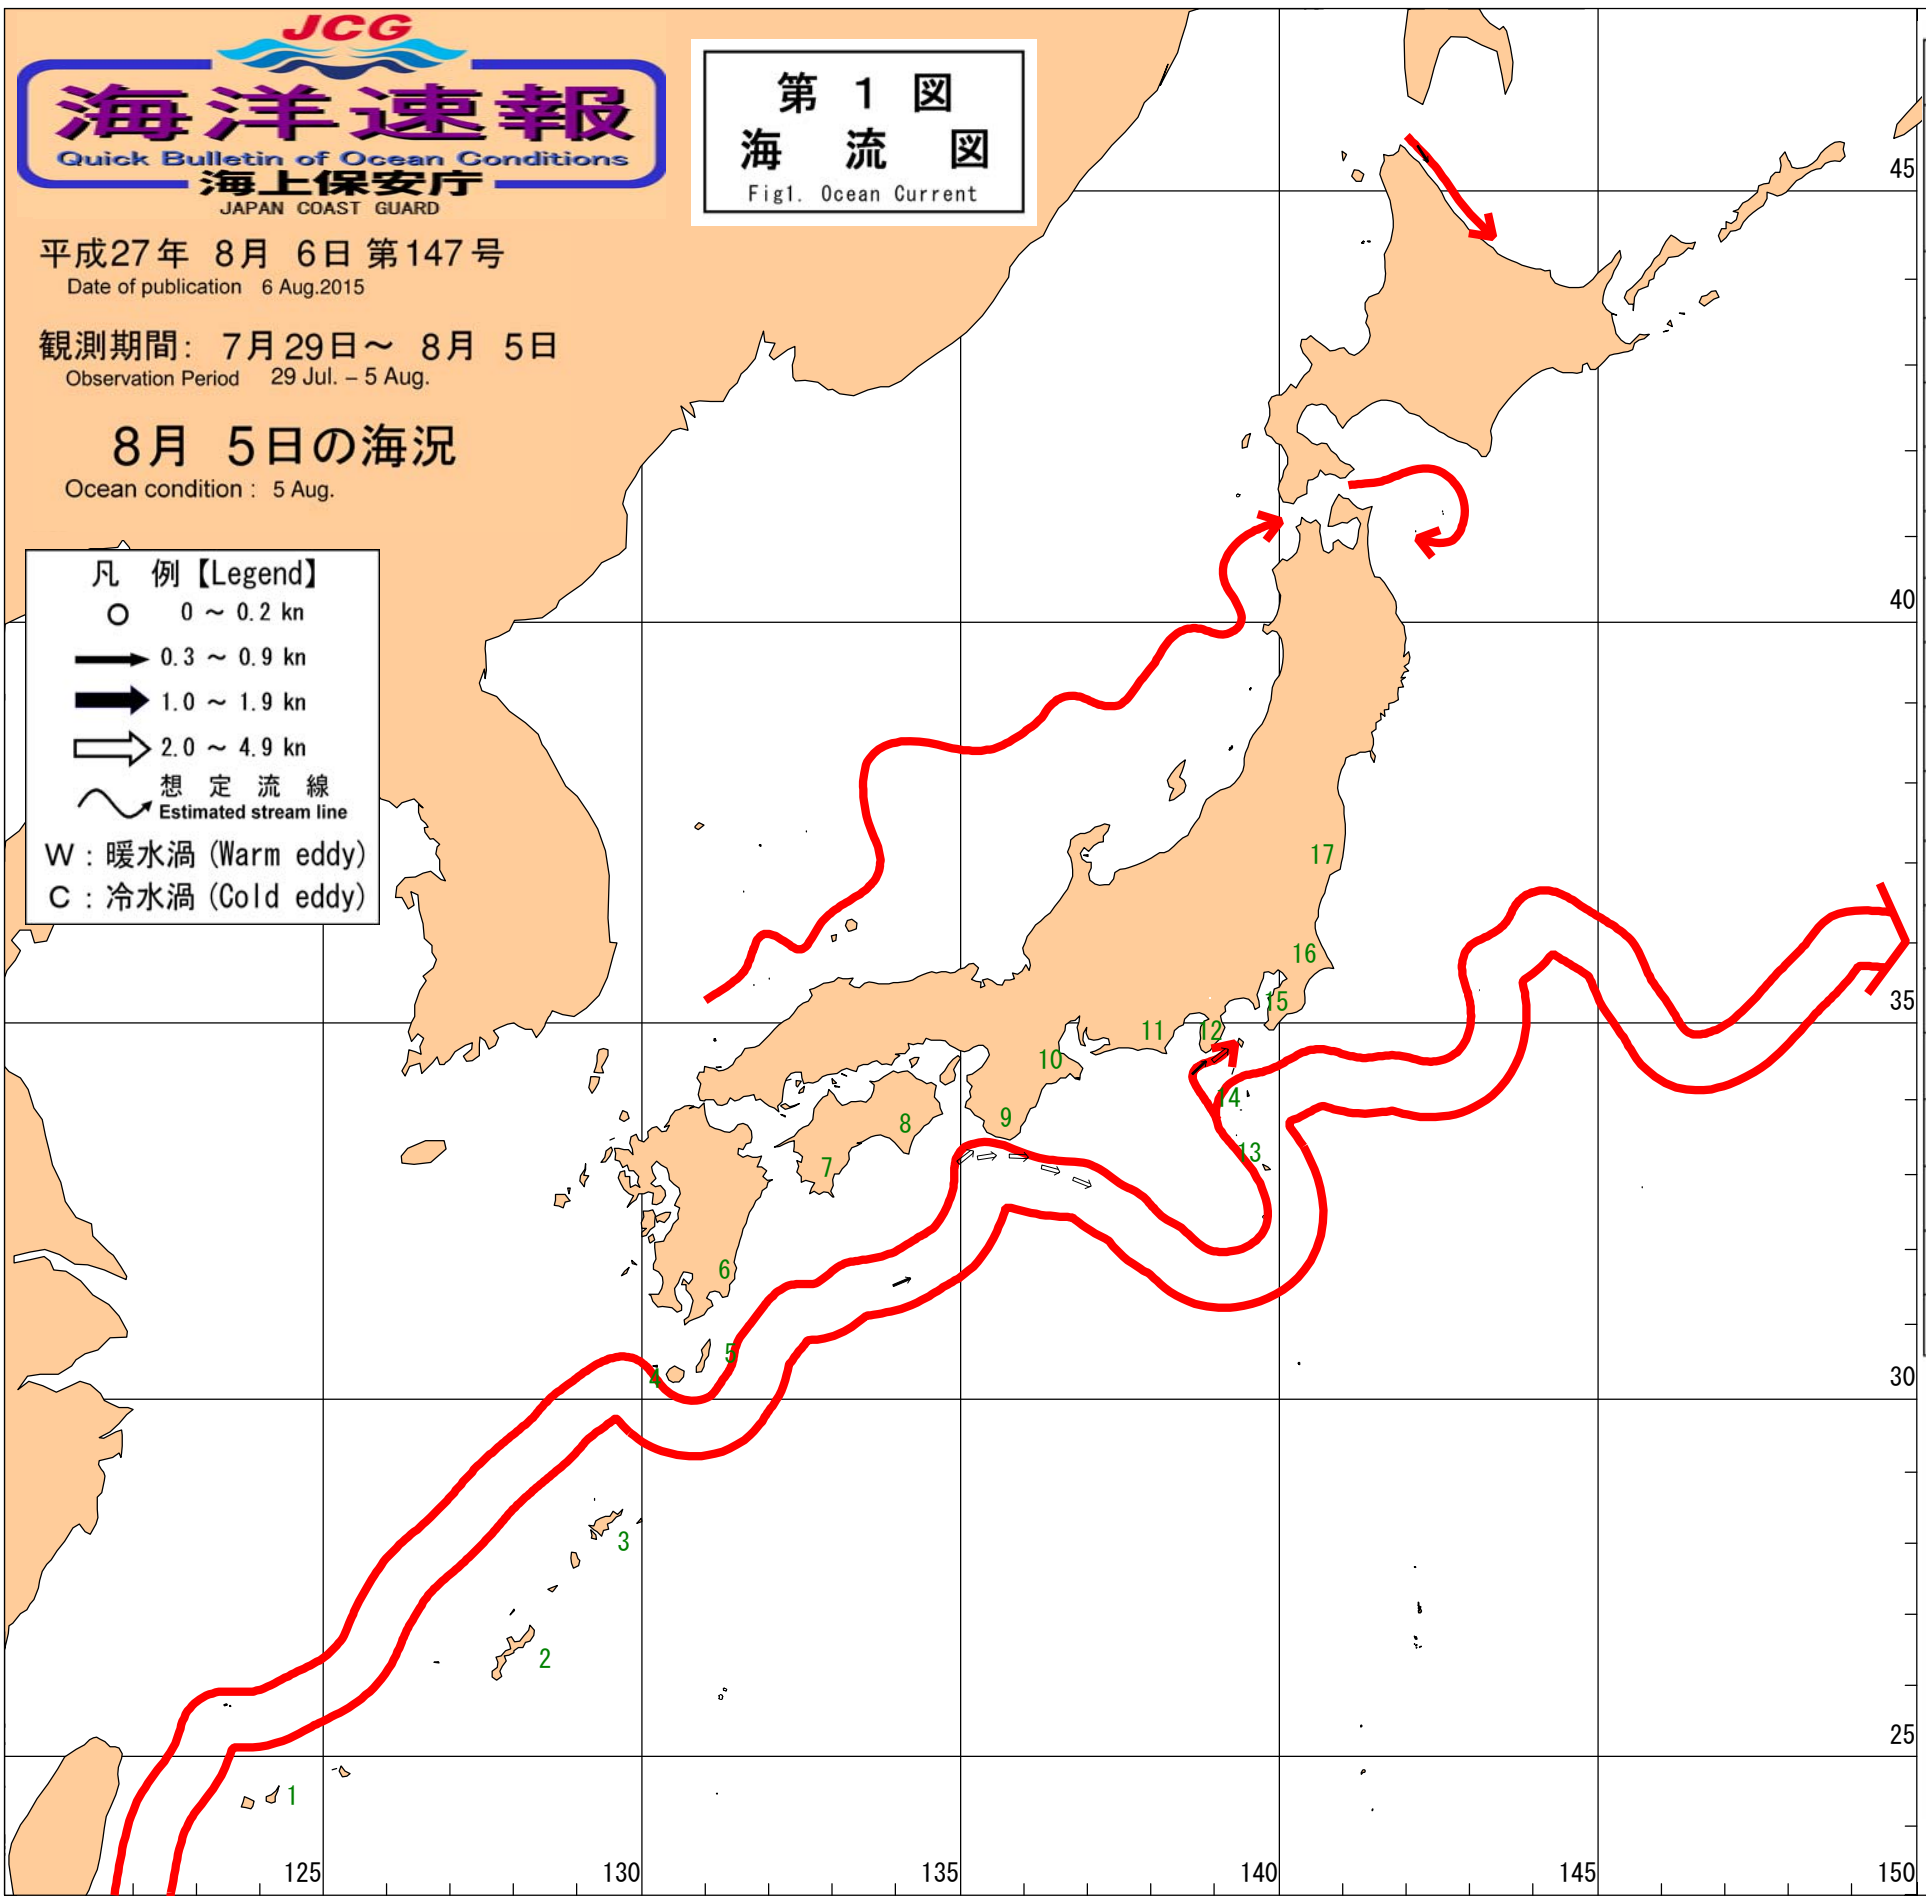 JCG
海洋速報
Quick Bulletin of Ocean Conditions
海上保安庁
JAPAN COAST GUARD
第 1 図
海 流 図
Fig1. Ocean Current
平成27年 8月 6日 第147号
Date of publication 6 Aug.2015
観測期間: 7月29日～ 8月 5日
Observation Period 29 Jul. – 5 Aug.
8月 5日の海況
Ocean condition : 5 Aug.
凡 例【Legend】
0 ～ 0.2 kn
0.3 ～ 0.9 kn
1.0 ～ 1.9 kn
2.0 ～ 4.9 kn
想 定 流 線
Estimated stream line
W : 暖水渦 (Warm eddy)
C : 冷水渦 (Cold eddy)
45
40
35
30
25
17
16
15
12
11
10
14
9
8
13
7
6
5
4
3
2
1
125
130
135
140
145
150